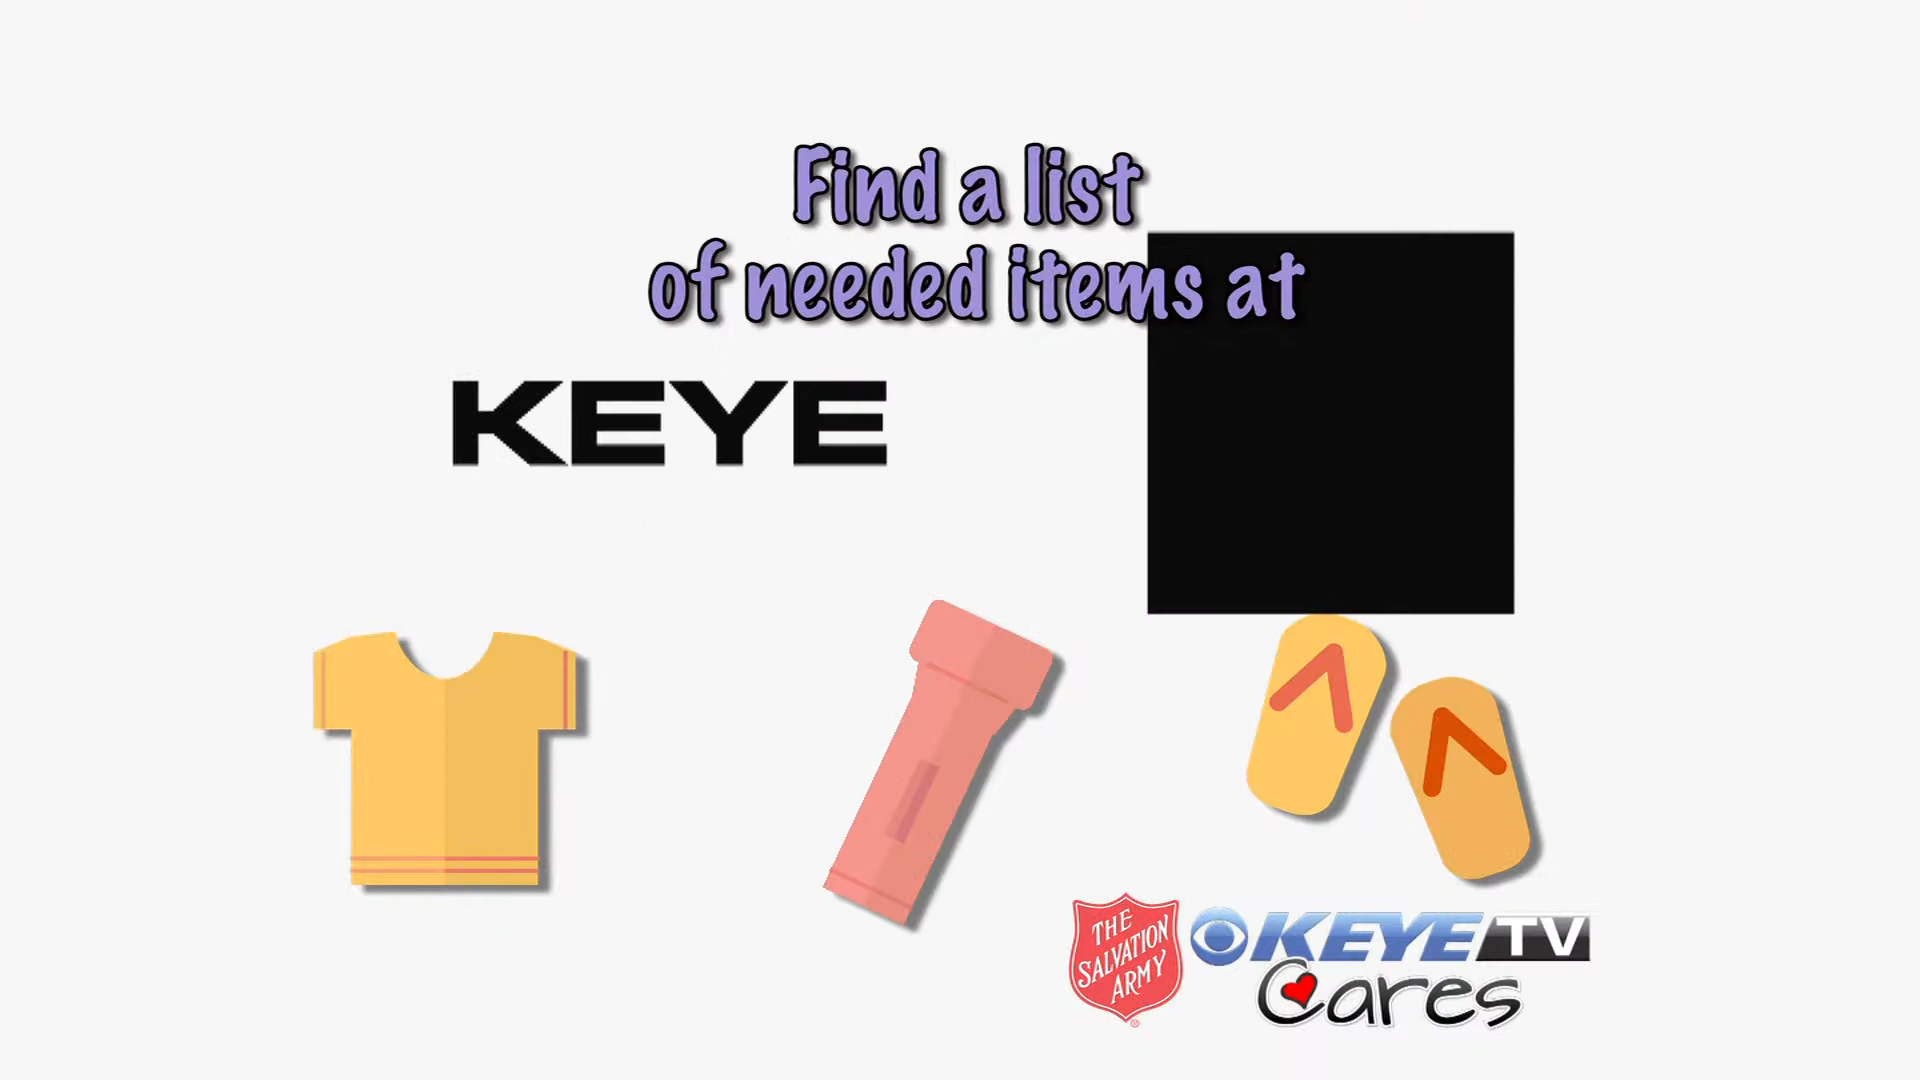 Find a list
of needed items at
KEYE
THE
SALVATION
ARMY
KEYE TV
Cares